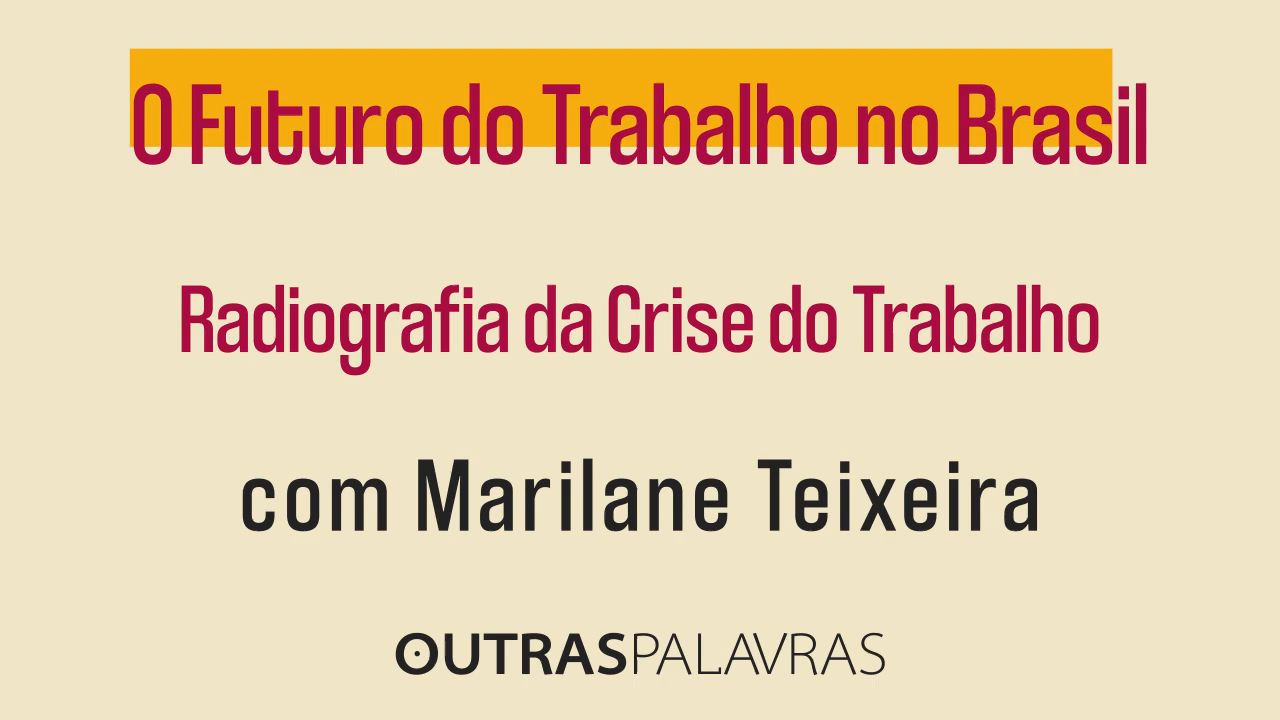 O Futuro do Trabalho no Brasil
Radiografia da Crise do Trabalho
com Marilane Teixeira
OUTRASPALAVRAS